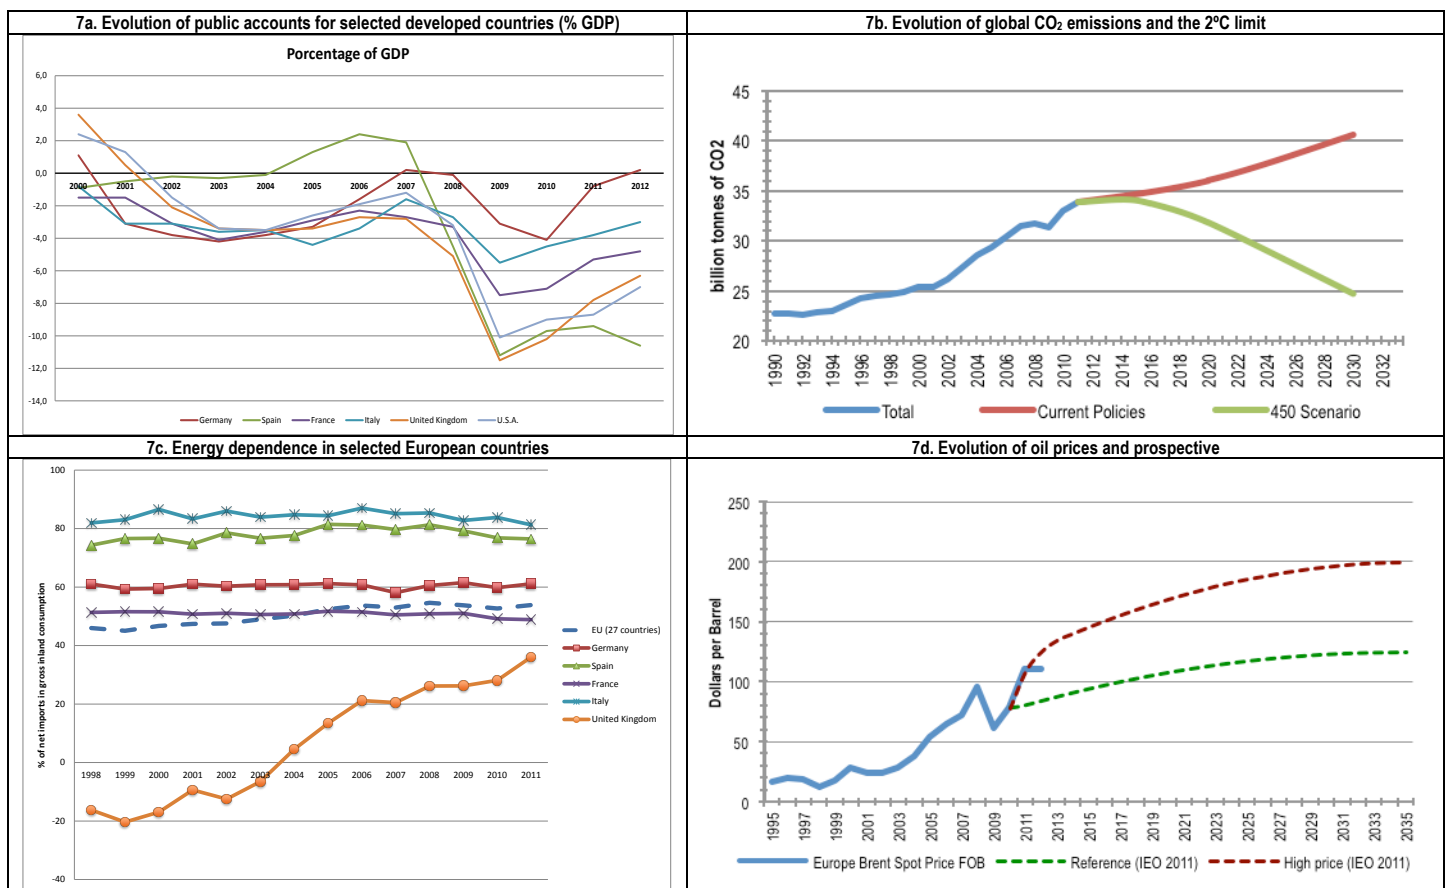 7a. Evolution of public accounts for selected developed countries (% GDP)
Porcentage of GDP
6,0
4,0
2,0
0,0
-2,0
-4,0
-6,0
-8,0
-10,0
-12,0
-14,0
2000 2001 2002 2003 2004 2005 2006 2007 2008 2009 2010 2011 2012
Germany Spain France Italy United Kingdom U.S.A.
7b. Evolution of global CO₂ emissions and the 2ºC limit
billion tonnes of CO2
45
40
35
30
25
20
1990 1992 1994 1996 1998 2000 2002 2004 2006 2008 2010 2012 2014 2016 2018 2020 2022 2024 2026 2028 2030 2032
Total Current Policies 450 Scenario
7c. Energy dependence in selected European countries
% of net imports in gross inland consumption
100
80
60
40
20
0
-20
-40
1998 1999 2000 2001 2002 2003 2004 2005 2006 2007 2008 2009 2010 2011
EU (27 countries)
Germany
Spain
France
Italy
United Kingdom
7d. Evolution of oil prices and prospective
Dollars per Barrel
250
200
150
100
50
0
1995 1997 1999 2001 2003 2005 2007 2009 2011 2013 2015 2017 2019 2021 2023 2025 2027 2029 2031 2033 2035
Europe Brent Spot Price FOB Reference (IEO 2011) High price (IEO 2011)